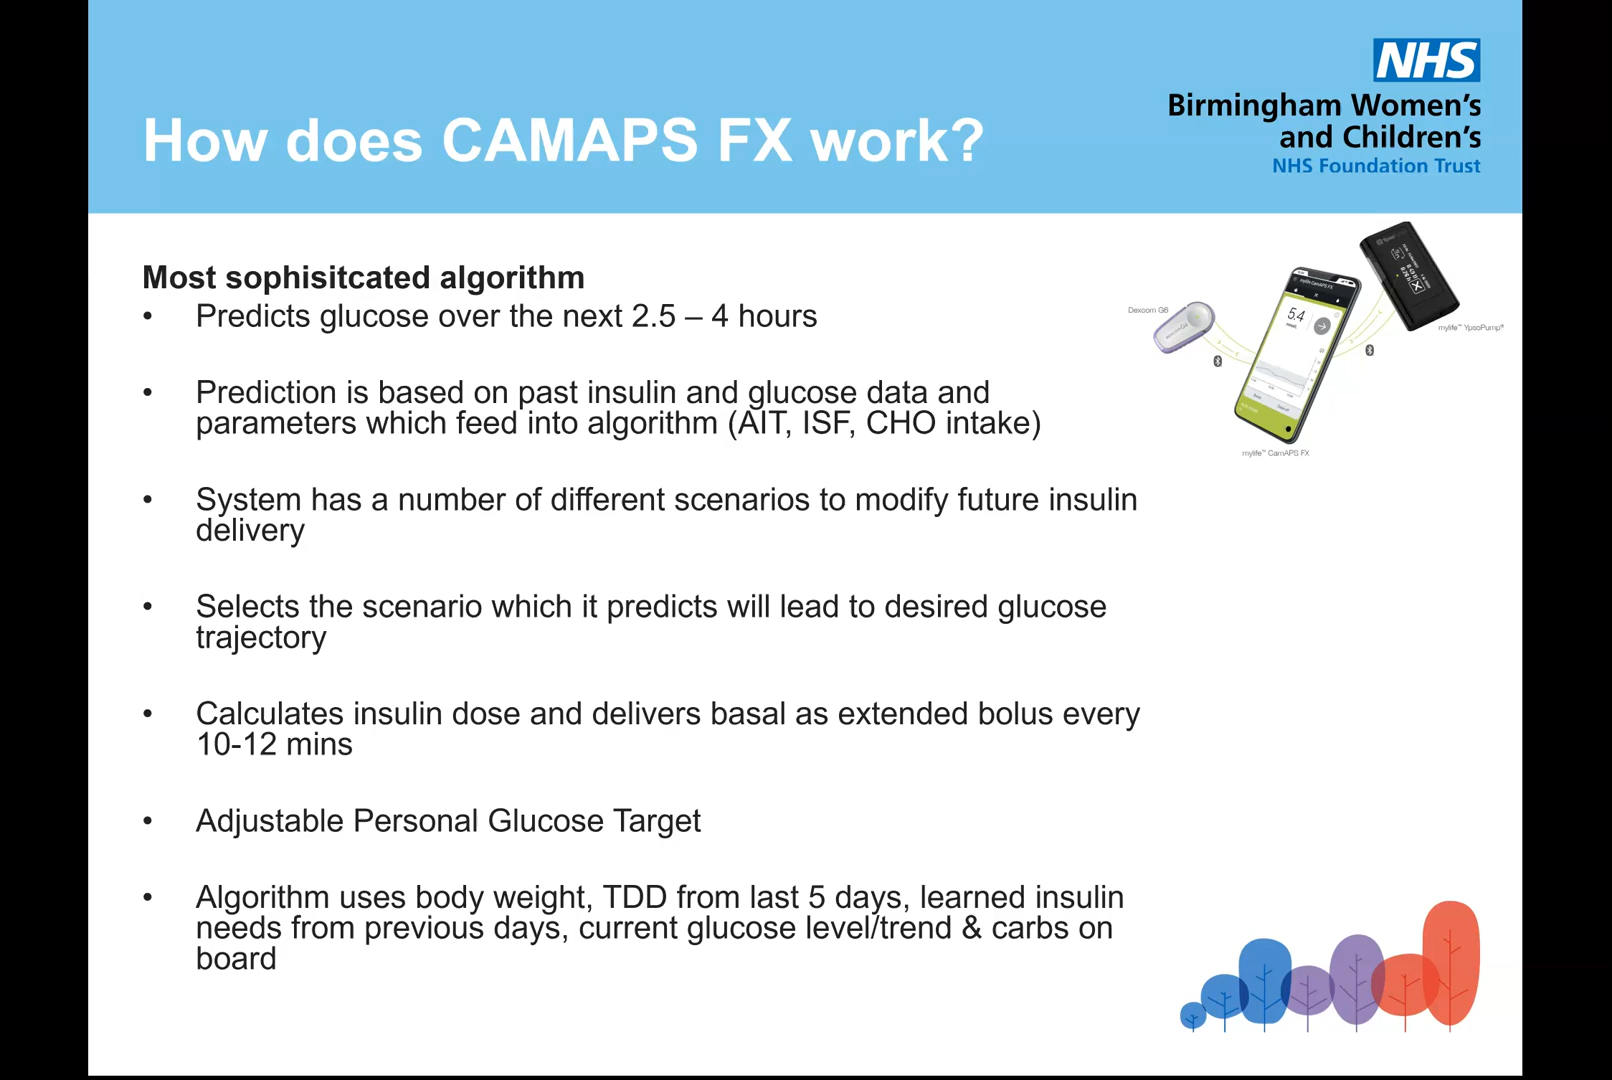 How does CAMAPS FX work?
NHS
Birmingham Women's
and Children's
NHS Foundation Trust
Most sophisitcated algorithm
• Predicts glucose over the next 2.5 – 4 hours
• Prediction is based on past insulin and glucose data and
parameters which feed into algorithm (AIT, ISF, CHO intake)
• System has a number of different scenarios to modify future insulin
delivery
• Selects the scenario which it predicts will lead to desired glucose
trajectory
• Calculates insulin dose and delivers basal as extended bolus every
10-12 mins
• Adjustable Personal Glucose Target
• Algorithm uses body weight, TDD from last 5 days, learned insulin
needs from previous days, current glucose level/trend & carbs on
board
Dexcom G6
mylife CamAPS FX
5.4
mylife™ YpsoPump®
mylife™ CamAPS FX